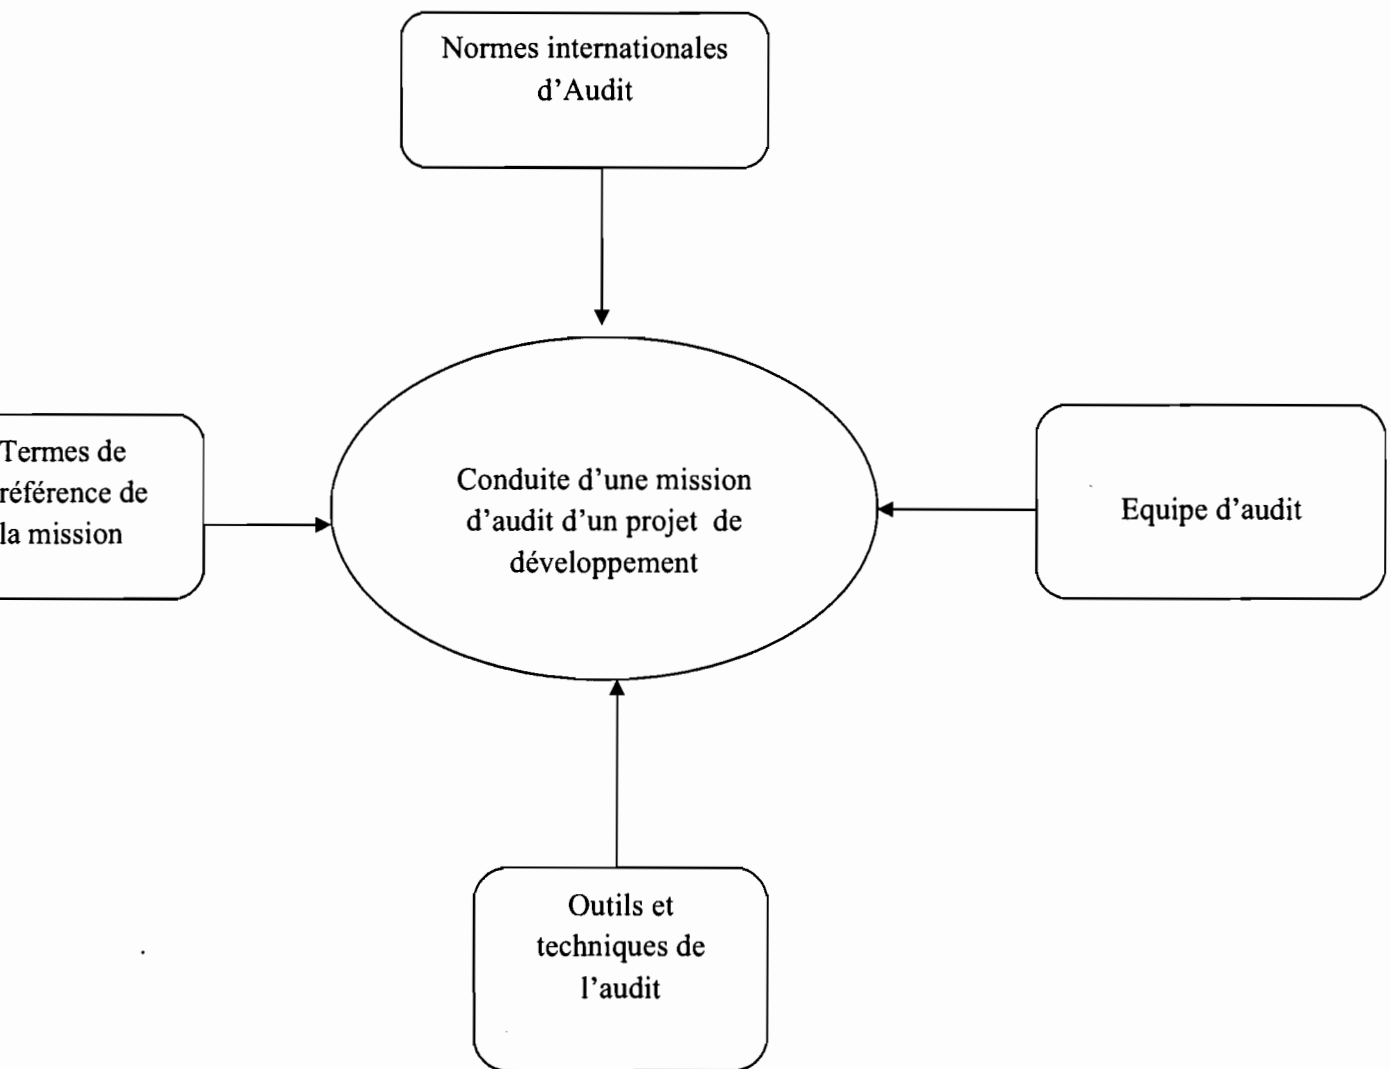 Normes internationales
d’Audit
Termes de
référence de
la mission
Conduite d’une mission
d’audit d’un projet de
développement
Equipe d’audit
Outils et
techniques de
l’audit